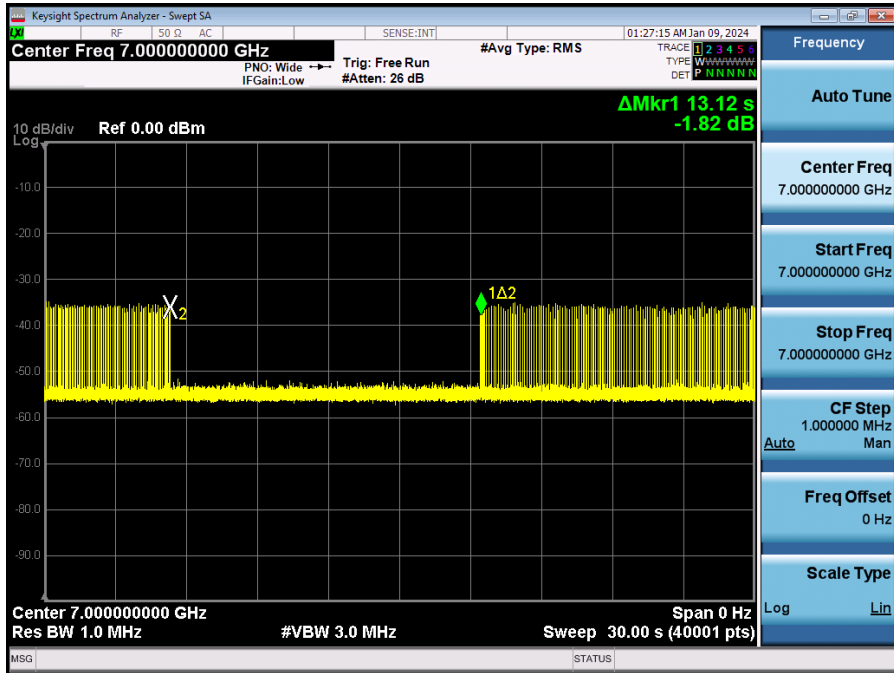 Keysight Spectrum Analyzer - Swept SA
LXI RF 50 Ω AC SENSE:INT 01:27:15 AM Jan 09, 2024
Center Freq 7.000000000 GHz
PNO: Wide
IFGain:Low
Trig: Free Run
#Atten: 26 dB
#Avg Type: RMS
TRACE 1 2 3 4 5 6
TYPE W
DET P N N N N N
ΔMkr1 13.12 s
-1.82 dB
10 dB/div Ref 0.00 dBm
Log
-10.0
-20.0
-30.0
-40.0
-50.0
-60.0
-70.0
-80.0
-90.0
X2
1Δ2
Center 7.000000000 GHz Span 0 Hz
Res BW 1.0 MHz #VBW 3.0 MHz Sweep 30.00 s (40001 pts)
MSG STATUS
Frequency
Auto Tune
Center Freq
7.000000000 GHz
Start Freq
7.000000000 GHz
Stop Freq
7.000000000 GHz
CF Step
1.000000 MHz
Auto Man
Freq Offset
0 Hz
Scale Type
Log Lin